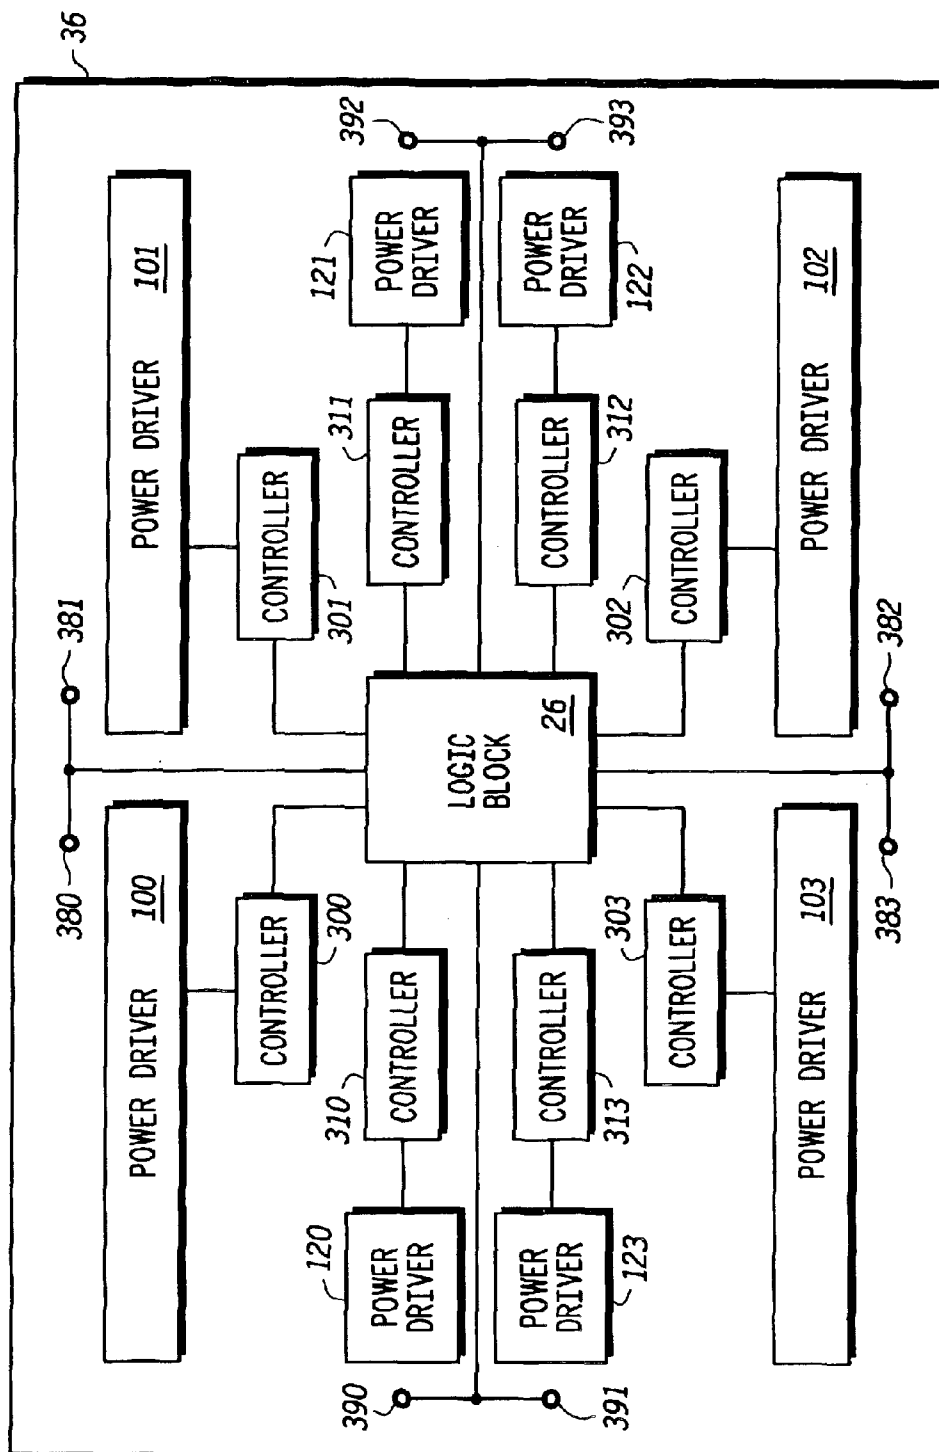 380
381
36
POWER DRIVER 100
POWER DRIVER 101
CONTROLLER
300
CONTROLLER
301
390
120
POWER
DRIVER
310
CONTROLLER
311
CONTROLLER
121
POWER
DRIVER
392
LOGIC
BLOCK
26
391
POWER
DRIVER
123
CONTROLLER
313
CONTROLLER
312
POWER
DRIVER
122
393
303
CONTROLLER
302
CONTROLLER
POWER DRIVER 103
POWER DRIVER 102
383
382